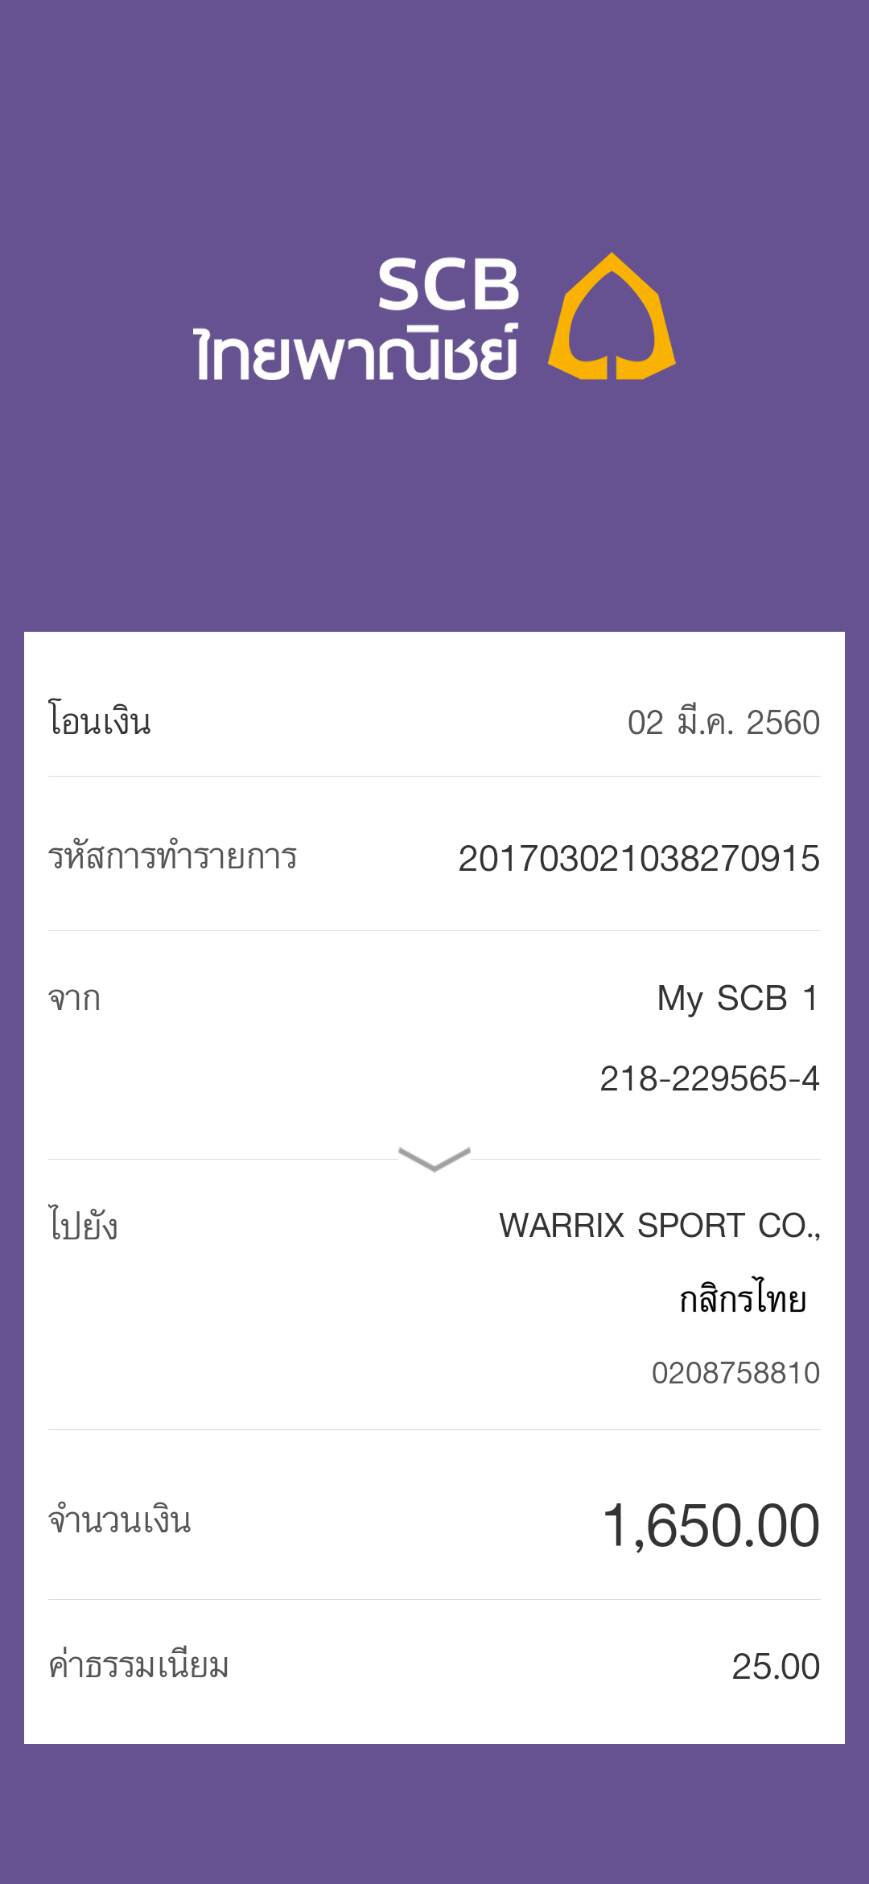 SCB
ไทยพาณิชย์
โอนเงิน 02 มี.ค. 2560
รหัสการทำรายการ 201703021038270915
จาก My SCB 1
218-229565-4
ไปยัง WARRIX SPORT CO.,
กสิกรไทย
0208758810
จำนวนเงิน 1,650.00
ค่าธรรมเนียม 25.00